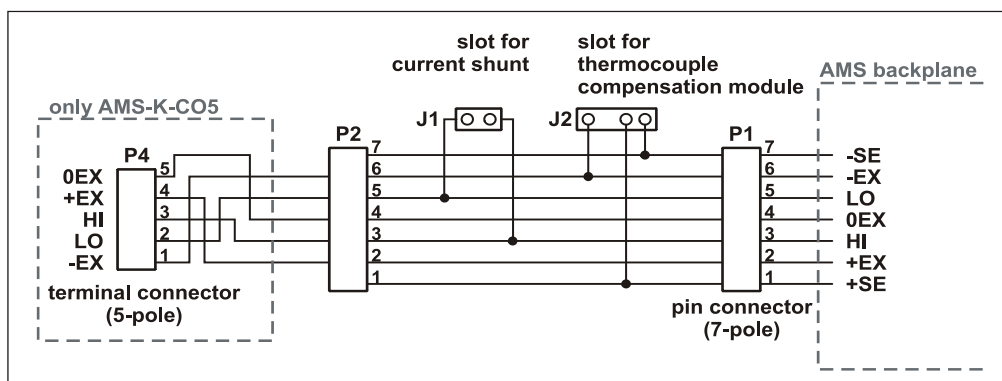 slot for
current shunt
slot for
thermocouple
compensation module
AMS backplane
only AMS-K-CO5
J1
J2
P4
P2
P1
5
4
3
2
1
0EX
+EX
HI
LO
-EX
7
6
5
4
3
2
1
7
6
5
4
3
2
1
-SE
-EX
LO
0EX
HI
+EX
+SE
terminal connector
(5-pole)
pin connector
(7-pole)